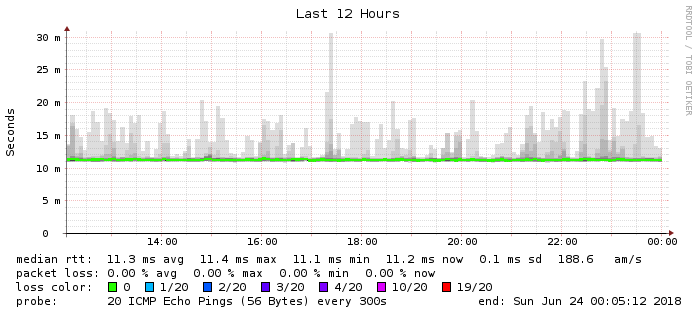 Last 12 Hours
RRDTOOL / TOBI OETIKER
Seconds
30 m
25 m
20 m
15 m
10 m
5 m
0
14:00 16:00 18:00 20:00 22:00 00:00
median rtt: 11.3 ms avg 11.4 ms max 11.1 ms min 11.2 ms now 0.1 ms sd 188.6 am/s
packet loss: 0.00 % avg 0.00 % max 0.00 % min 0.00 % now
loss color: 0 1/20 2/20 3/20 4/20 10/20 19/20
probe: 20 ICMP Echo Pings (56 Bytes) every 300s end: Sun Jun 24 00:05:12 2018